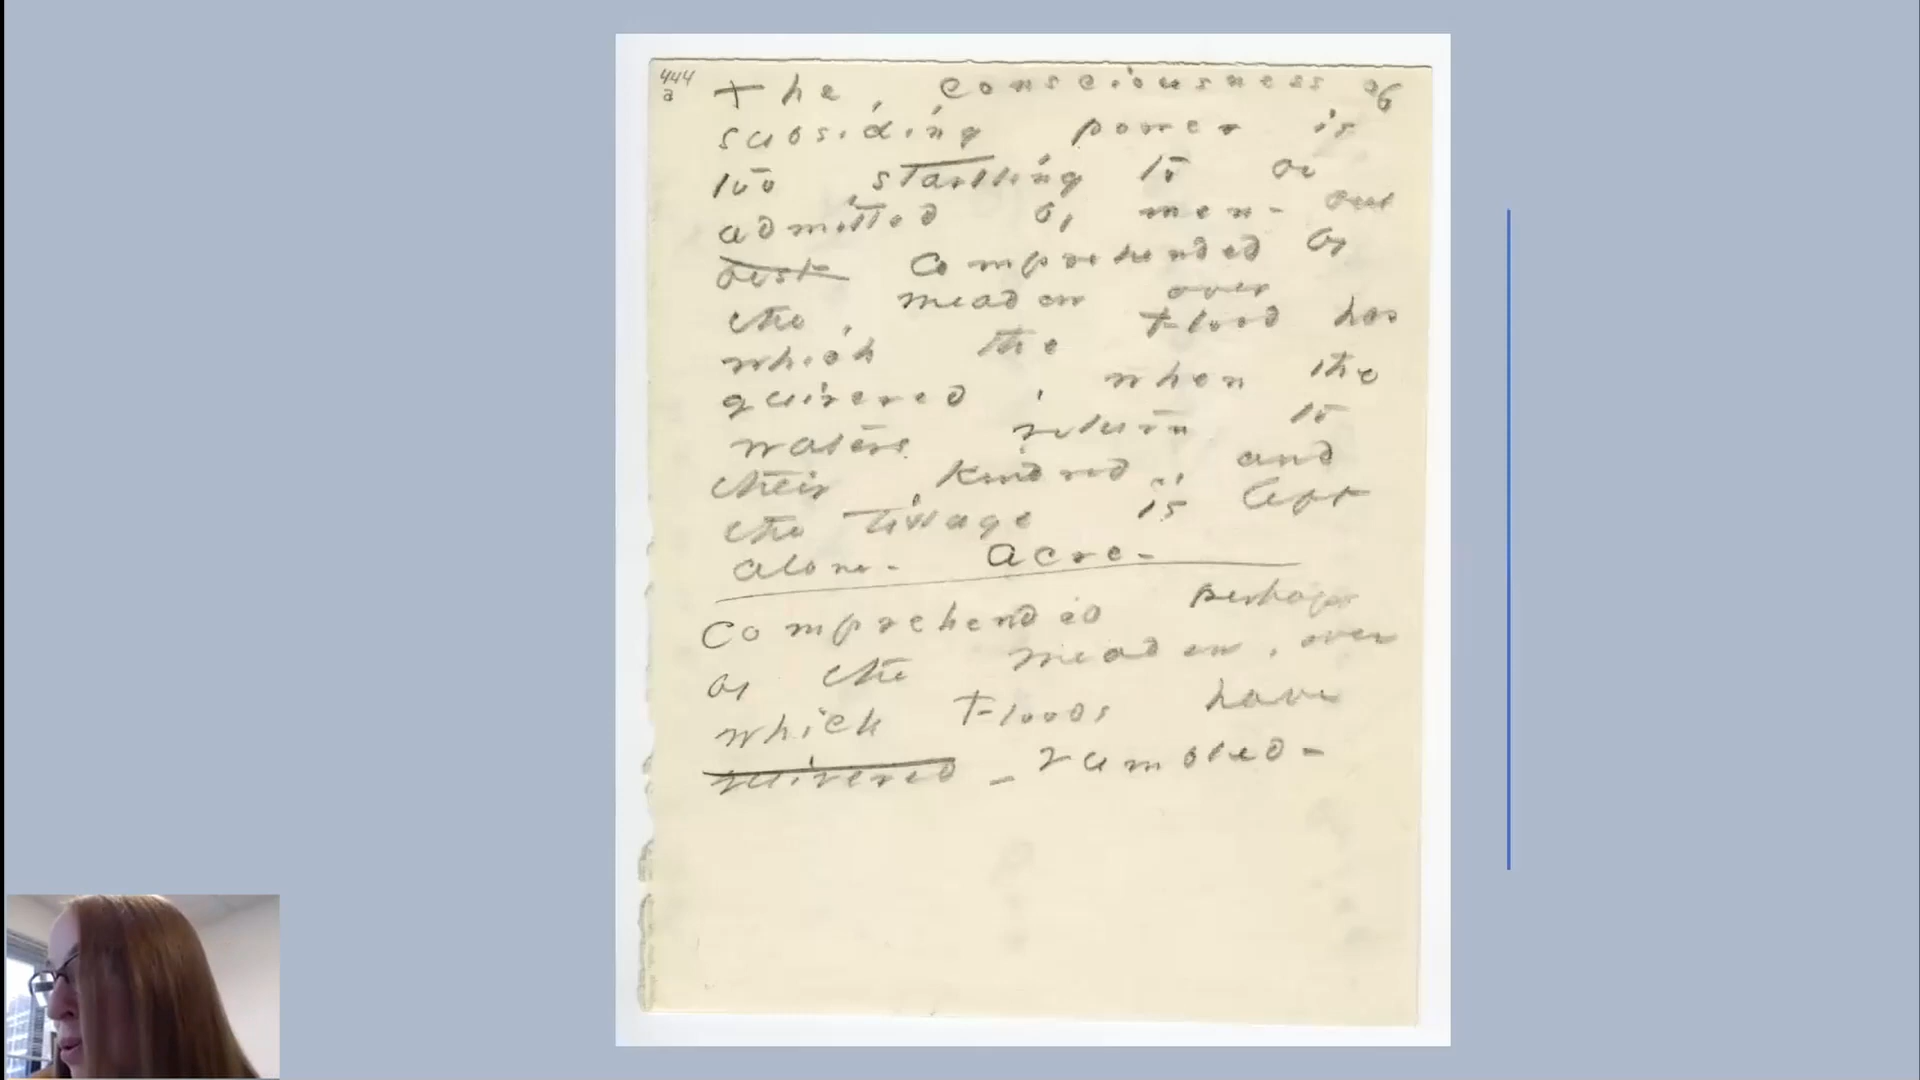 444
a
The consciousness of
subsiding power is
too startling to be
admitted by men - but
best comprehended by
the meadow over
which the Flood has
quivered, when the
waters return to
their kindred, and
the tillage is left
alone - acre -
Comprehended perhaps
by the meadow, over
which Floods have
quivered - rumbled -